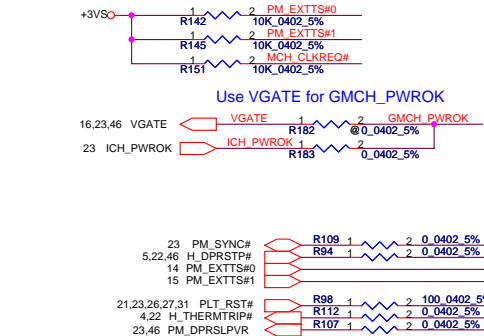 +3VS
1 2 PM_EXTTS#0
R142 10K_0402_5%
1 2 PM_EXTTS#1
R145 10K_0402_5%
1 2 MCH_CLKREQ#
R151 10K_0402_5%
Use VGATE for GMCH_PWROK
16,23,46 VGATE VGATE 1 2 GMCH_PWROK
R182 @0_0402_5%
23 ICH_PWROK ICH_PWROK 1 2
R183 0_0402_5%
23 PM_SYNC# R109 1 2 0_0402_5%
5,22,46 H_DPRSTP# R94 1 2 0_0402_5%
14 PM_EXTTS#0
15 PM_EXTTS#1
21,23,26,27,31 PLT_RST# R98 1 2 100_0402_5%
4,22 H_THERMTRIP# R112 1 2 0_0402_5%
23,46 PM_DPRSLPVR R107 1 2 0_0402_5%